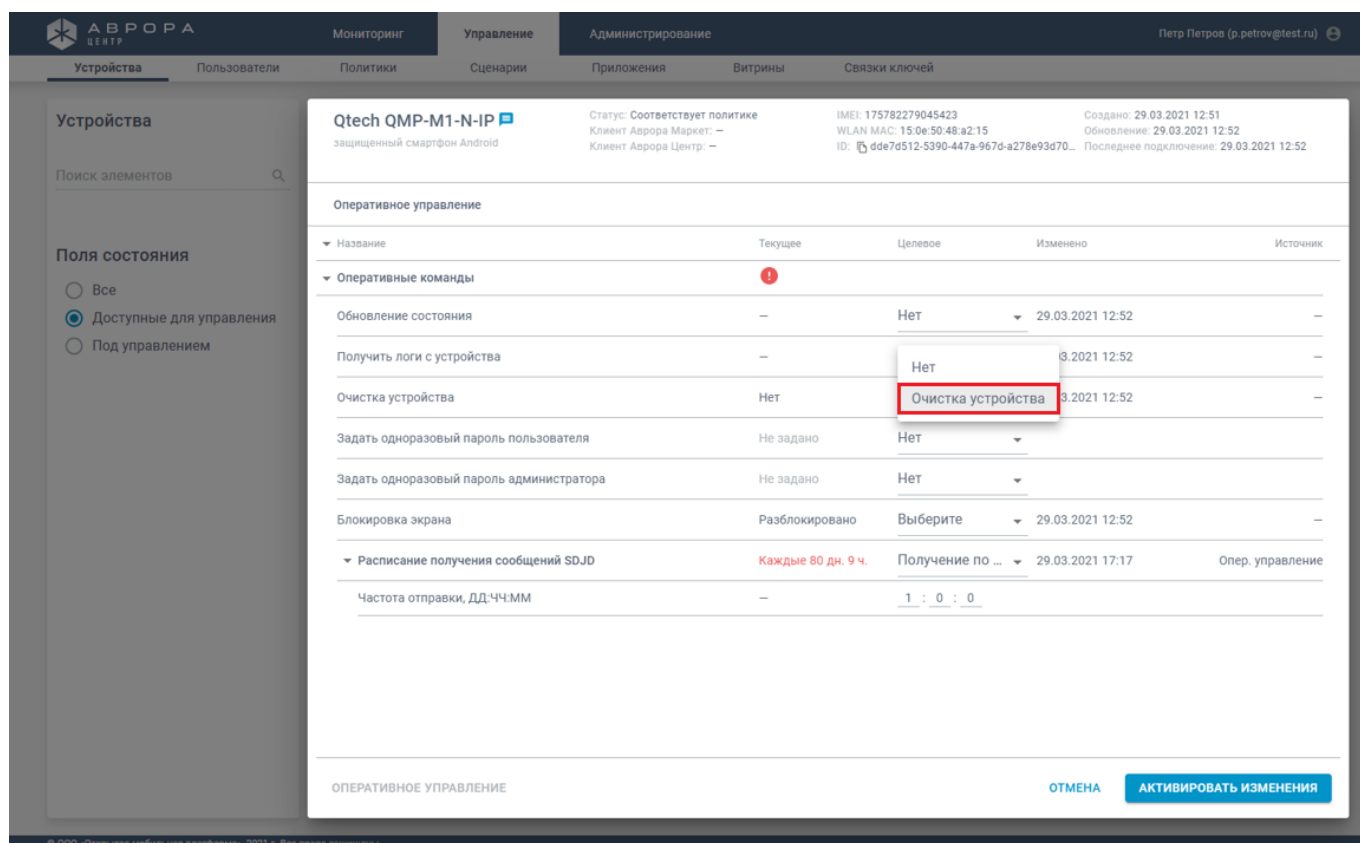 АВРОРА
ЦЕНТР
Мониторинг Управление Администрирование Петр Петров (p.petrov@test.ru)
Устройства Пользователи Политики Сценарии Приложения Витрины Связки ключей
Устройства
Поиск элементов
Поля состояния
Все
Доступные для управления
Под управлением
Qtech QMP-M1-N-IP
защищенный смартфон Android
Статус: Соответствует политике
Клиент Аврора Маркет: —
Клиент Аврора Центр: —
IMEI: 175782279045423
WLAN MAC: 15:0e:50:48:a2:15
ID: dde7d512-5390-447a-967d-a278e93d70...
Создано: 29.03.2021 12:51
Обновление: 29.03.2021 12:52
Последнее подключение: 29.03.2021 12:52
Оперативное управление
Название Текущее Целевое Изменено Источник
Оперативные команды
Обновление состояния — Нет 29.03.2021 12:52 —
Получить логи с устройства — Нет 3.2021 12:52 —
Очистка устройства Нет Очистка устройства 3.2021 12:52 —
Задать одноразовый пароль пользователя Не задано Нет
Задать одноразовый пароль администратора Не задано Нет
Блокировка экрана Разблокировано Выберите 29.03.2021 12:52 —
Расписание получения сообщений SDJD Каждые 80 дн. 9 ч. Получение по ... 29.03.2021 17:17 Опер. управление
Частота отправки, ДД:ЧЧ:ММ — 1 : 0 : 0
ОПЕРАТИВНОЕ УПРАВЛЕНИЕ ОТМЕНА АКТИВИРОВАТЬ ИЗМЕНЕНИЯ